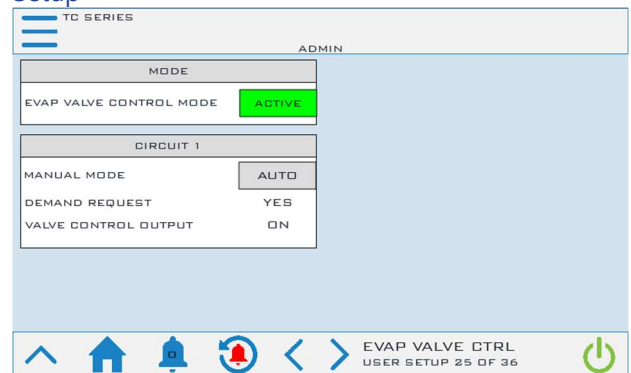 Setup
TC SERIES
ADMIN
MODE
EVAP VALVE CONTROL MODE ACTIVE
CIRCUIT 1
MANUAL MODE AUTO
DEMAND REQUEST YES
VALVE CONTROL OUTPUT ON
0
EVAP VALVE CTRL
USER SETUP 25 OF 36